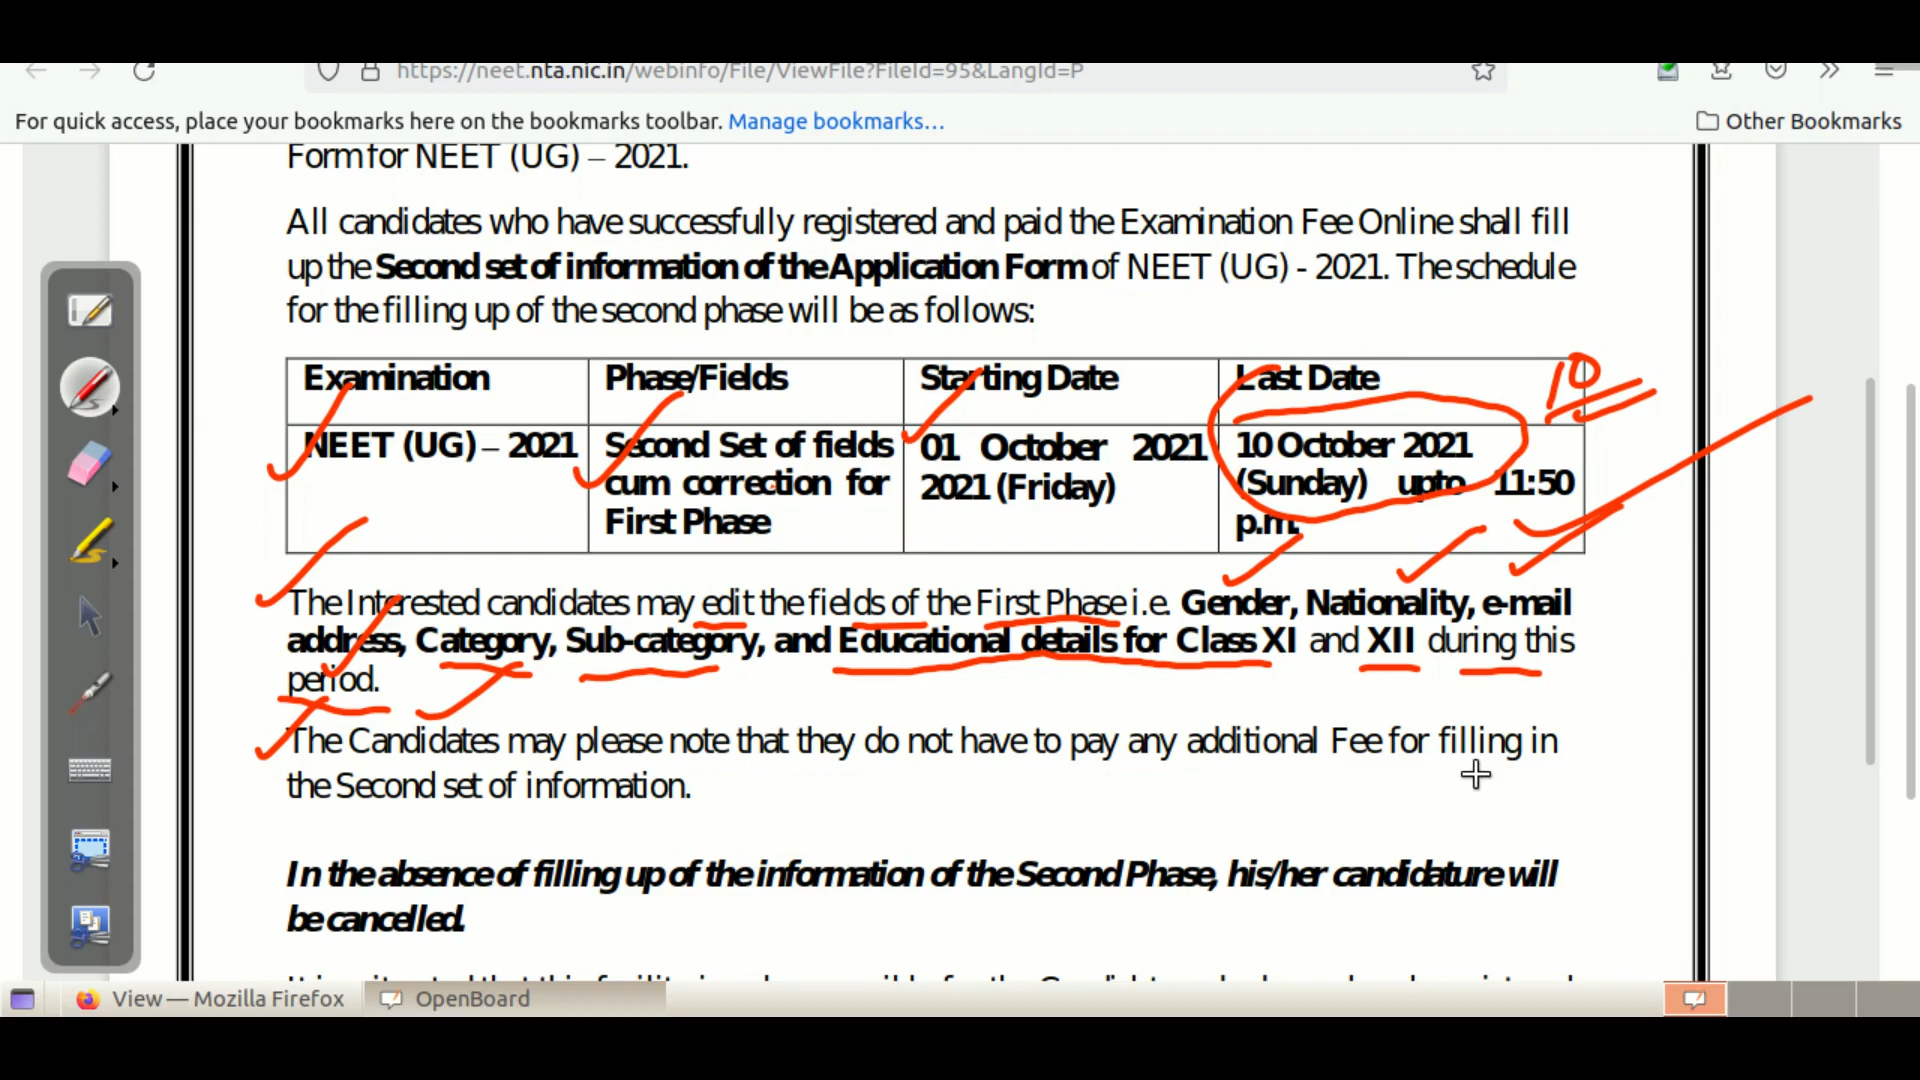 https://neet.nta.nic.in/webinfo/File/ViewFile?FileId=95&LangId=P
For quick access, place your bookmarks here on the bookmarks toolbar. Manage bookmarks...
Other Bookmarks
Form for NEET (UG) – 2021.
All candidates who have successfully registered and paid the Examination Fee Online shall fill
up the Second set of information of the Application Form of NEET (UG) - 2021. The schedule
for the filling up of the second phase will be as follows:
Examination Phase/Fields Starting Date Last Date
10
NEET (UG) – 2021 Second Set of fields 01 October 2021 10 October 2021
cum correction for 2021 (Friday) (Sunday) upto 11:50
First Phase p.m.
The Interested candidates may edit the fields of the First Phase i.e. Gender, Nationality, e-mail
address, Category, Sub-category, and Educational details for Class XI and XII during this
period.
The Candidates may please note that they do not have to pay any additional Fee for filling in
the Second set of information.
In the absence of filling up of the information of the Second Phase, his/her candidature will
be cancelled.
View — Mozilla Firefox
OpenBoard